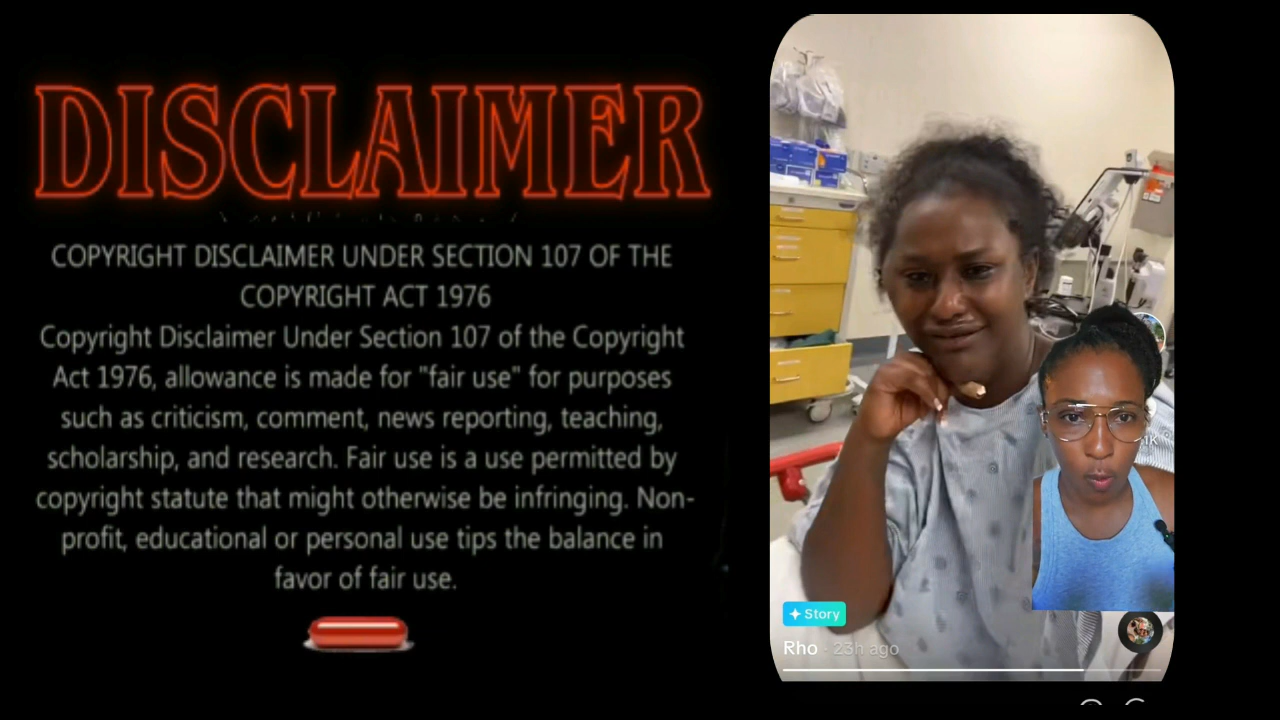 DISCLAIMER
COPYRIGHT DISCLAIMER UNDER SECTION 107 OF THE
COPYRIGHT ACT 1976
Copyright Disclaimer Under Section 107 of the Copyright
Act 1976, allowance is made for "fair use" for purposes
such as criticism, comment, news reporting, teaching,
scholarship, and research. Fair use is a use permitted by
copyright statute that might otherwise be infringing. Non-
profit, educational or personal use tips the balance in
favor of fair use.
Story
Rho · 23h ago